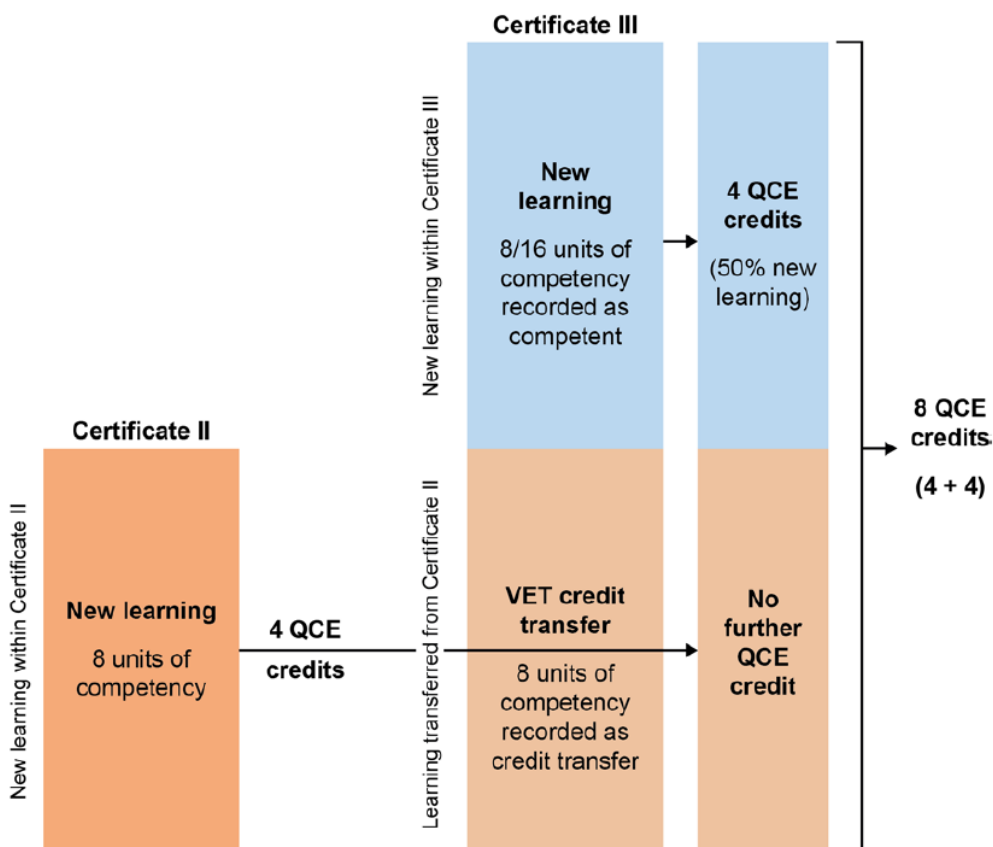 Certificate III
New learning within Certificate III
New
learning
8/16 units of
competency
recorded as
competent
4 QCE
credits
(50% new
learning)
8 QCE
credits
(4 + 4)
Certificate II
New learning within Certificate II
New learning
8 units of
competency
4 QCE
credits
Learning transferred from Certificate II
VET credit
transfer
8 units of
competency
recorded as
credit transfer
No
further
QCE
credit